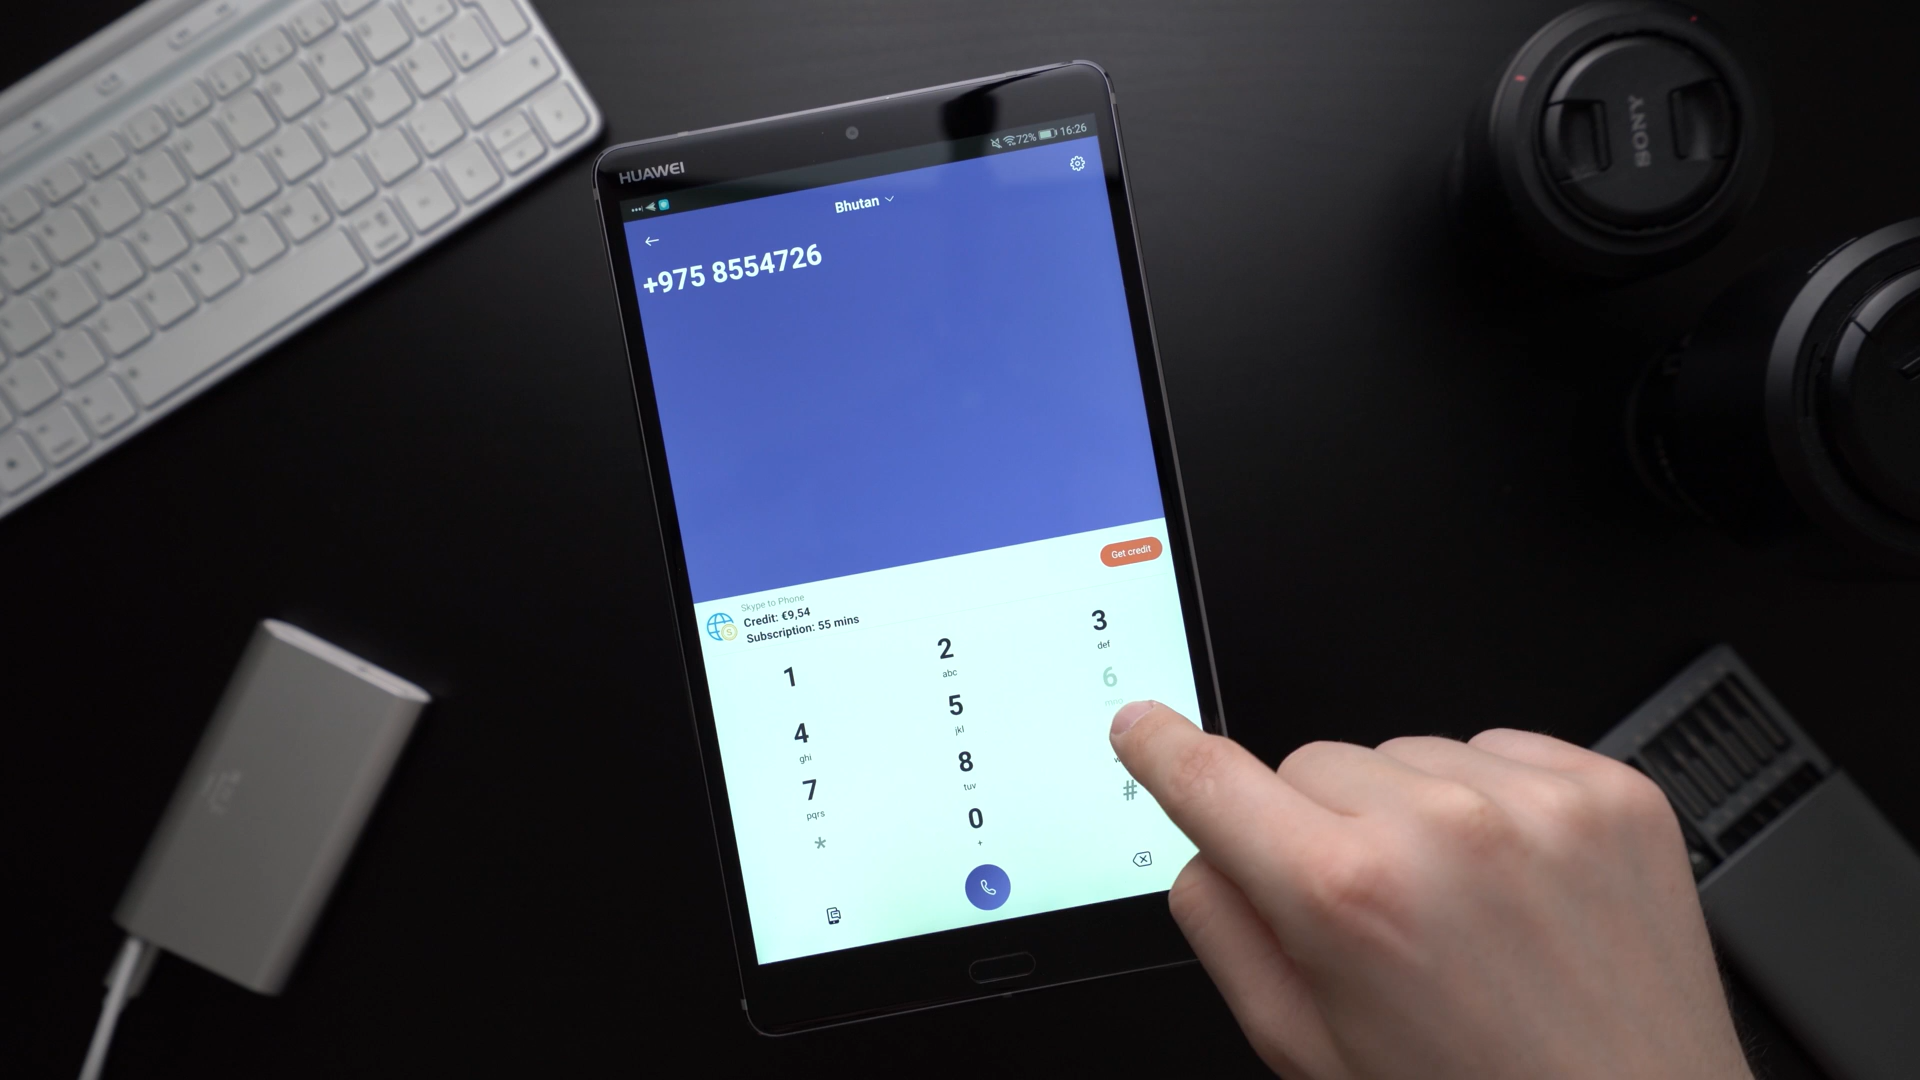 HUAWEI
72% 16:26
Bhutan
+975 8554726
Get credit
Skype to Phone
Credit: €9,54
Subscription: 55 mins
1
2
abc
3
def
4
ghi
5
jkl
6
7
pqrs
8
tuv
*
0
+
#
SONY